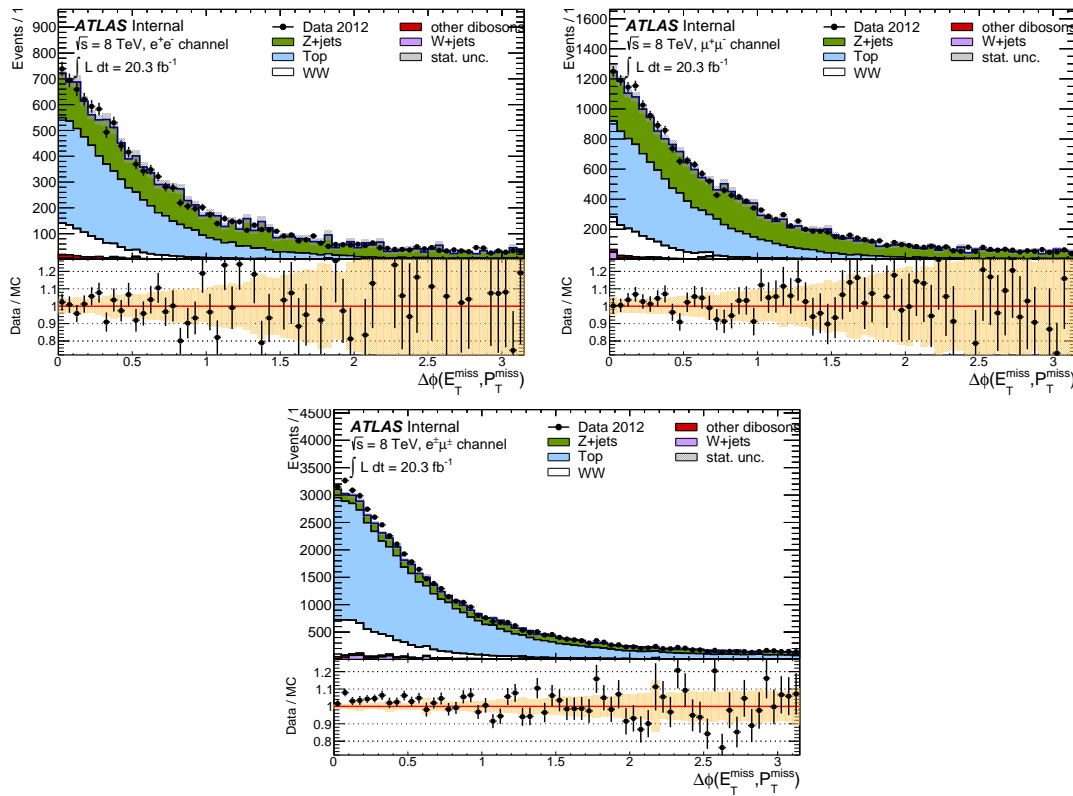 Events / 1
900
800
700
600
500
400
300
200
100
ATLAS Internal
√s = 8 TeV, e⁺e⁻ channel
∫ L dt = 20.3 fb⁻¹
Data 2012
Z+jets
Top
WW
other dibosons
W+jets
stat. unc.
Data / MC
1.2
1.1
1
0.9
0.8
0 0.5 1 1.5 2 2.5 3
Δϕ(E_T^miss,P_T^miss)
Events / 1
1600
1400
1200
1000
800
600
400
200
ATLAS Internal
√s = 8 TeV, μ⁺μ⁻ channel
∫ L dt = 20.3 fb⁻¹
Data 2012
Z+jets
Top
WW
other dibosons
W+jets
stat. unc.
Data / MC
1.2
1.1
1
0.9
0.8
0 0.5 1 1.5 2 2.5 3
Δϕ(E_T^miss,P_T^miss)
Events / 1
4500
4000
3500
3000
2500
2000
1500
1000
500
ATLAS Internal
√s = 8 TeV, e±μ± channel
∫ L dt = 20.3 fb⁻¹
Data 2012
Z+jets
Top
WW
other dibosons
W+jets
stat. unc.
Data / MC
1.2
1.1
1
0.9
0.8
0 0.5 1 1.5 2 2.5 3
Δϕ(E_T^miss,P_T^miss)